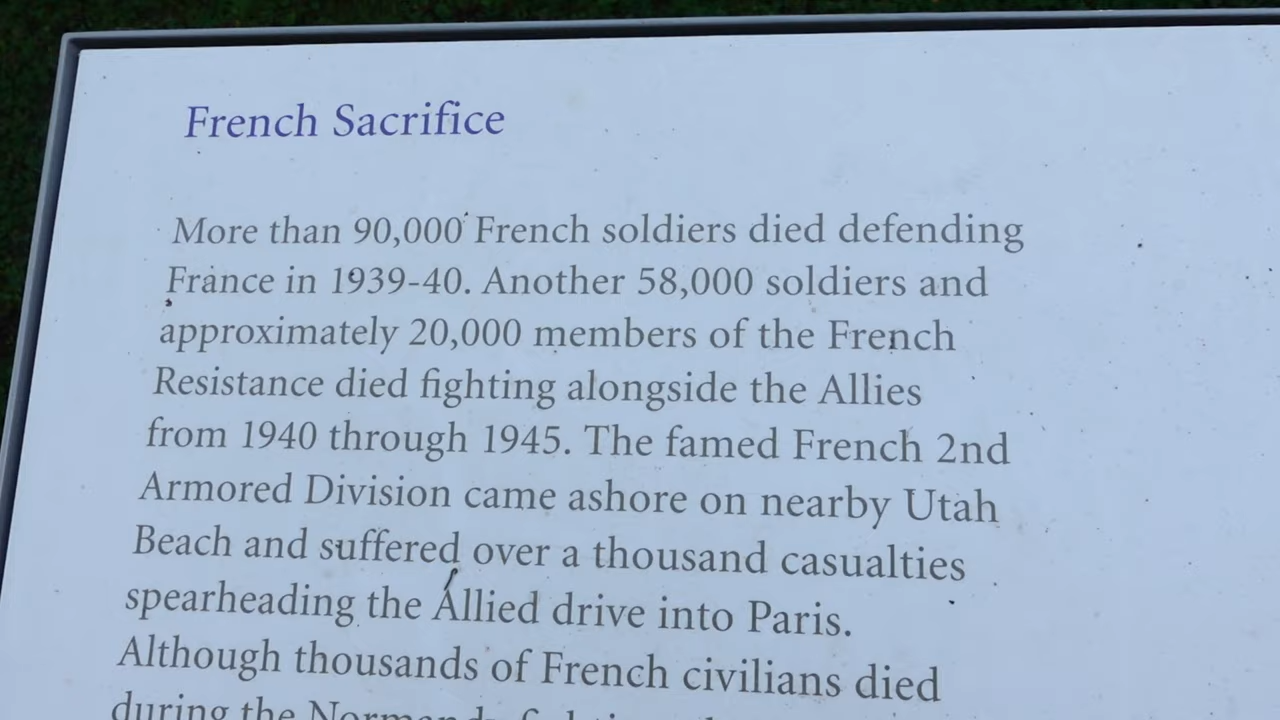 French Sacrifice
More than 90,000 French soldiers died defending
France in 1939-40. Another 58,000 soldiers and
approximately 20,000 members of the French
Resistance died fighting alongside the Allies
from 1940 through 1945. The famed French 2nd
Armored Division came ashore on nearby Utah
Beach and suffered over a thousand casualties
spearheading the Allied drive into Paris.
Although thousands of French civilians died
during the